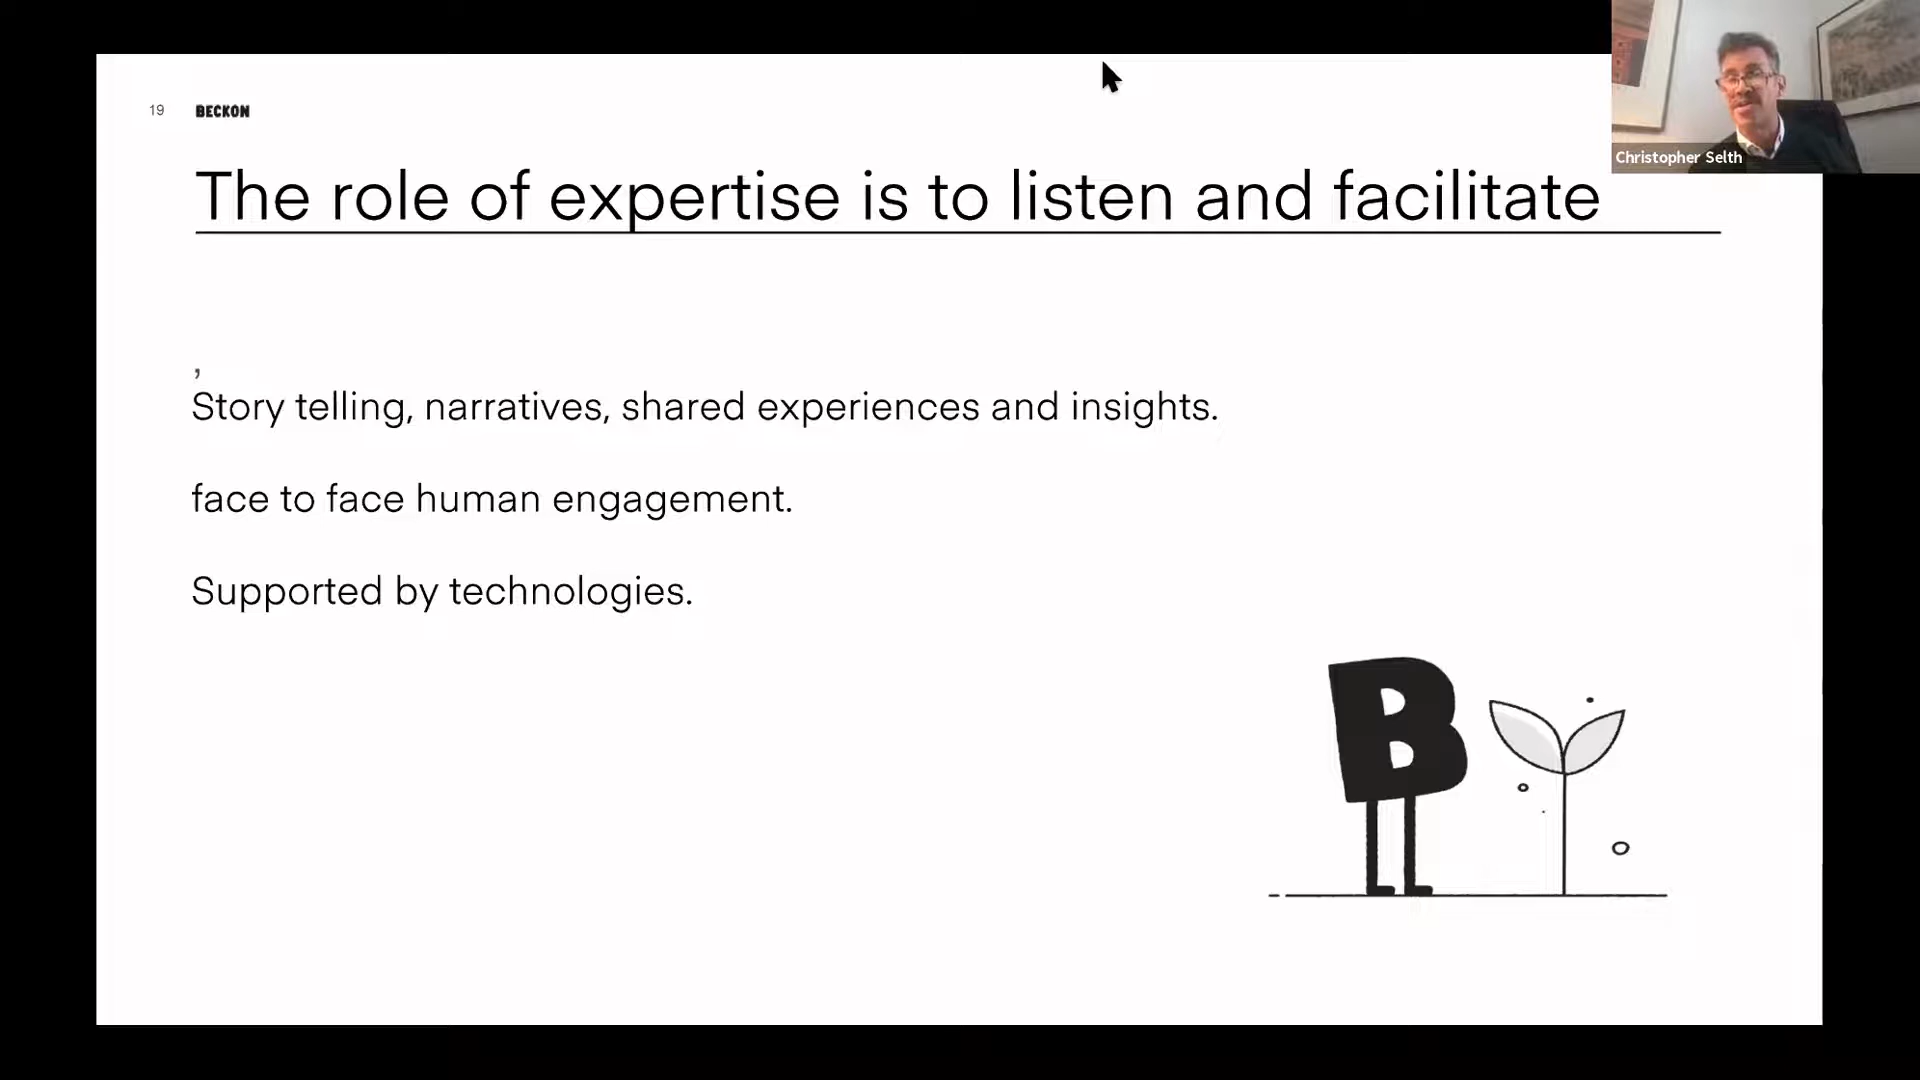 19 BECKON
Christopher Selth
The role of expertise is to listen and facilitate
,
Story telling, narratives, shared experiences and insights.
face to face human engagement.
Supported by technologies.
B